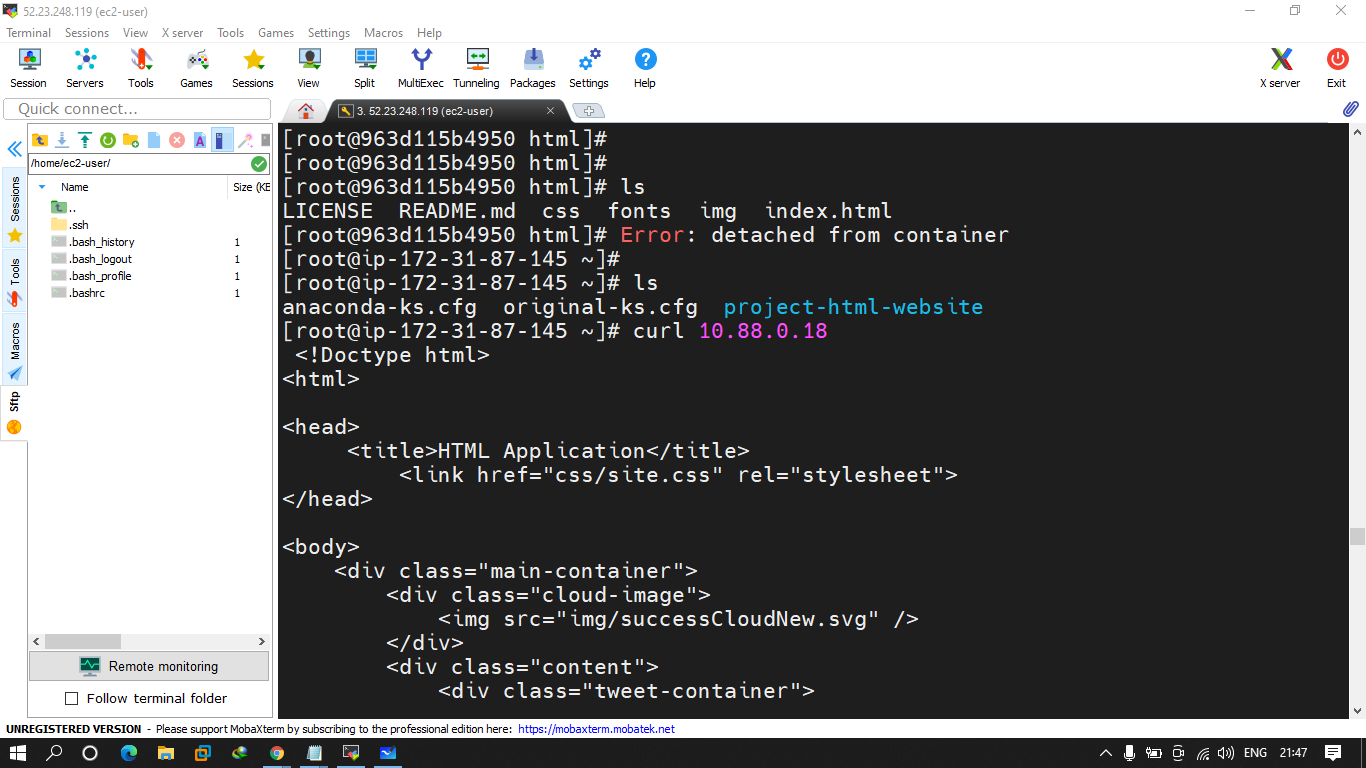 52.23.248.119 (ec2-user)
Terminal Sessions View X server Tools Games Settings Macros Help
Session Servers Tools Games Sessions View Split MultiExec Tunneling Packages Settings Help X server Exit
Quick connect...
3. 52.23.248.119 (ec2-user)
/home/ec2-user/
Name Size (KB
..
.ssh
.bash_history 1
.bash_logout 1
.bash_profile 1
.bashrc 1
Sessions
Tools
Macros
Sftp
Remote monitoring
Follow terminal folder
[root@963d115b4950 html]#
[root@963d115b4950 html]#
[root@963d115b4950 html]# ls
LICENSE README.md css fonts img index.html
[root@963d115b4950 html]# Error: detached from container
[root@ip-172-31-87-145 ~]#
[root@ip-172-31-87-145 ~]# ls
anaconda-ks.cfg original-ks.cfg project-html-website
[root@ip-172-31-87-145 ~]# curl 10.88.0.18
<!Doctype html>
<html>
<head>
<title>HTML Application</title>
<link href="css/site.css" rel="stylesheet">
</head>
<body>
<div class="main-container">
<div class="cloud-image">
<img src="img/successCloudNew.svg" />
</div>
<div class="content">
<div class="tweet-container">
UNREGISTERED VERSION - Please support MobaXterm by subscribing to the professional edition here: https://mobaxterm.mobatek.net
ENG 21:47